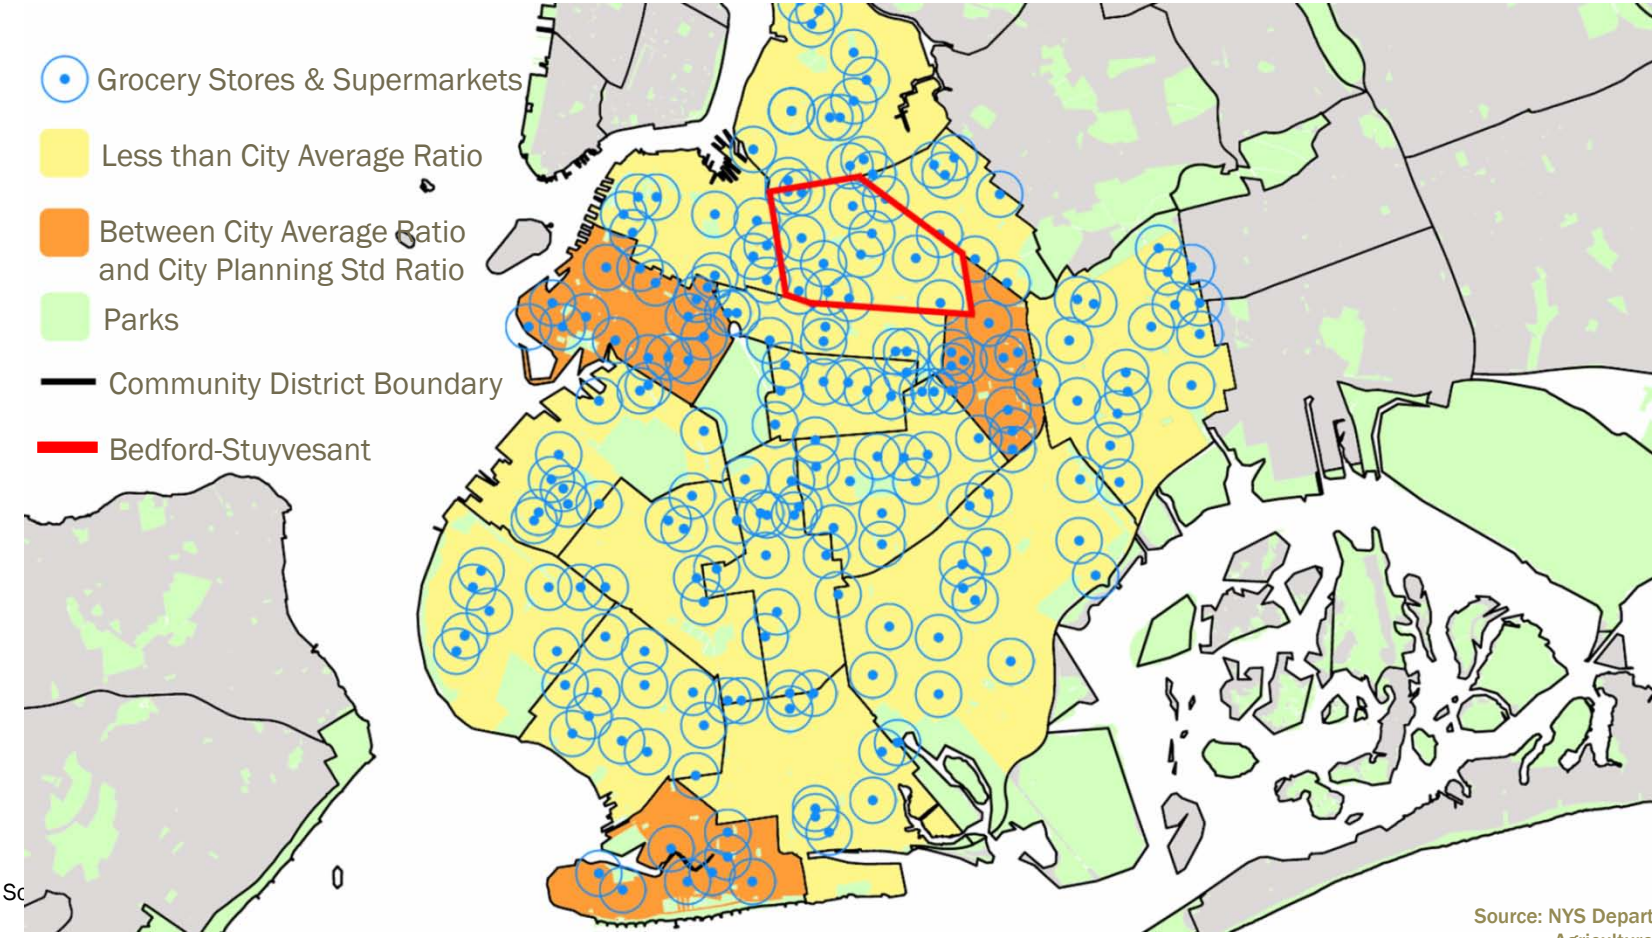 Grocery Stores & Supermarkets
Less than City Average Ratio
Between City Average Ratio
and City Planning Std Ratio
Parks
Community District Boundary
Bedford-Stuyvesant
Source: NYS Depart